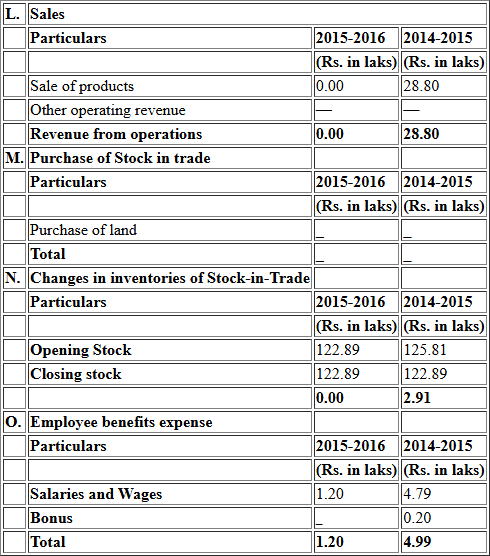 L. Sales
Particulars 2015-2016 2014-2015
(Rs. in laks) (Rs. in laks)
Sale of products 0.00 28.80
Other operating revenue — —
Revenue from operations 0.00 28.80
M. Purchase of Stock in trade
Particulars 2015-2016 2014-2015
(Rs. in laks) (Rs. in laks)
Purchase of land _ _
Total _ _
N. Changes in inventories of Stock-in-Trade
Particulars 2015-2016 2014-2015
(Rs. in laks) (Rs. in laks)
Opening Stock 122.89 125.81
Closing stock 122.89 122.89
0.00 2.91
O. Employee benefits expense
Particulars 2015-2016 2014-2015
(Rs. in laks) (Rs. in laks)
Salaries and Wages 1.20 4.79
Bonus _ 0.20
Total 1.20 4.99